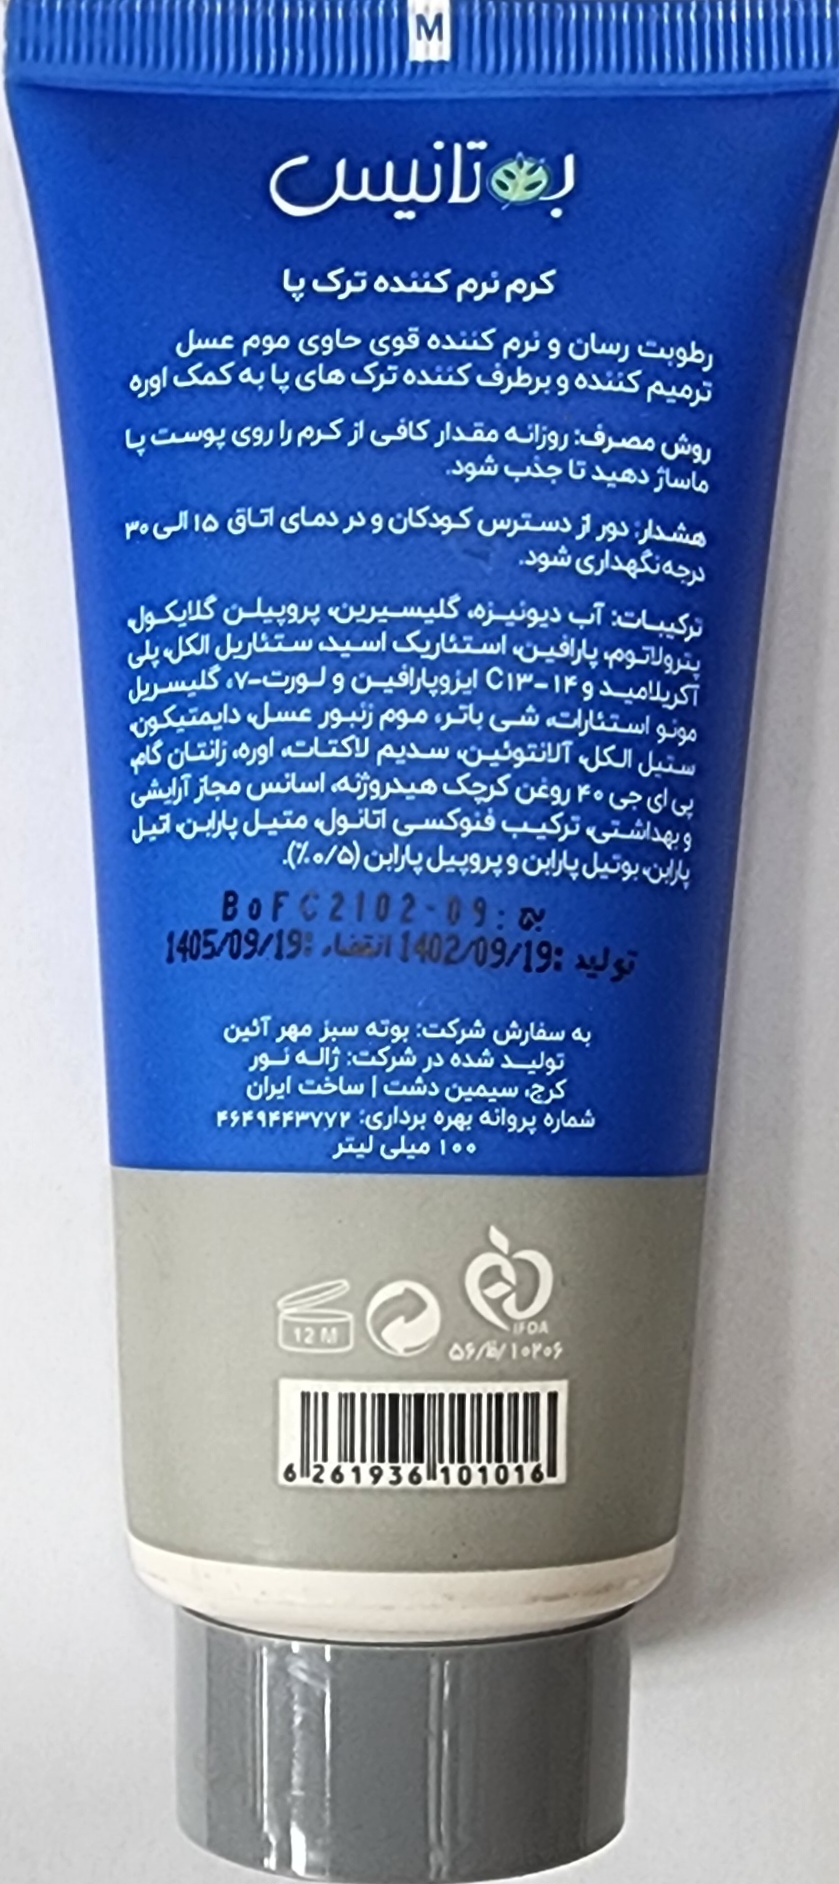 M
بوتانیس
کرم نرم کننده ترک پا
رطوبت رسان و نرم کننده قوی حاوی موم عسل
ترمیم کننده و برطرف کننده ترک های پا به کمک اوره
روش مصرف: روزانه مقدار کافی از کرم را روی پوست پا
ماساژ دهید تا جذب شود.
هشدار: دور از دسترس کودکان و در دمای اتاق ۱۵ الی ۳۰
درجه نگهداری شود.
ترکیبات: آب دیونیزه، گلیسیرین، پروپیلن گلایکول،
پترولاتوم، پارافین، استئاریک اسید، ستئاریل الکل، پلی
آکریلامید و C۱۳-۱۴ ایزوپارافین و لورت-۷، گلیسریل
مونو استئارات، شی باتر، موم زنبور عسل، دایمتیکون،
ستیل الکل، آلانتوئین، سدیم لاکتات، اوره، زانتان گام،
پی ای جی ۴۰ روغن کرچک هیدروژنه، اسانس مجاز آرایشی
و بهداشتی، ترکیب فنوکسی اتانول، متیل پارابن، اتیل
پارابن، بوتیل پارابن و پروپیل پارابن (۰/۵٪).
BoFC2102-09: بچ
تولید :1402/09/19 انقضاء :1405/09/19
به سفارش شرکت: بوته سبز مهر آئین
تولید شده در شرکت: ژاله نور
کرج، سیمین دشت | ساخت ایران
شماره پروانه بهره برداری: ۴۶۴۹۴۴۳۷۷۲
۱۰۰ میلی لیتر
12 M
IFDA
۵۶/ظ/۱۰۲۰۶
6 261936 101016